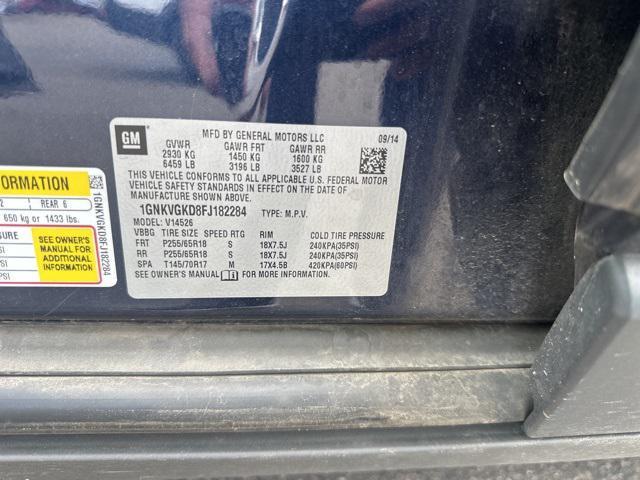 GM
MFD BY GENERAL MOTORS LLC 09/14
GVWR GAWR FRT GAWR RR
2930 KG 1450 KG 1600 KG
6459 LB 3196 LB 3527 LB
THIS VEHICLE CONFORMS TO ALL APPLICABLE U.S. FEDERAL MOTOR
VEHICLE SAFETY STANDARDS IN EFFECT ON THE DATE OF
MANUFACTURE SHOWN ABOVE.
1GNKVGKD8FJ182284 TYPE: M.P.V.
MODEL: V14526
VBBG TIRE SIZE SPEED RTG RIM COLD TIRE PRESSURE
FRT P255/65R18 S 18X7.5J 240KPA(35PSI)
RR P255/65R18 S 18X7.5J 240KPA(35PSI)
SPA T145/70R17 M 17X4.5B 420KPA(60PSI)
SEE OWNER'S MANUAL FOR MORE INFORMATION
ORMATION
2 REAR 6
650 kg or 1433 lbs.
SURE
SI
SI
PSI
SEE OWNER'S
MANUAL FOR
ADDITIONAL
INFORMATION
1GNKVGKD8FJ182284